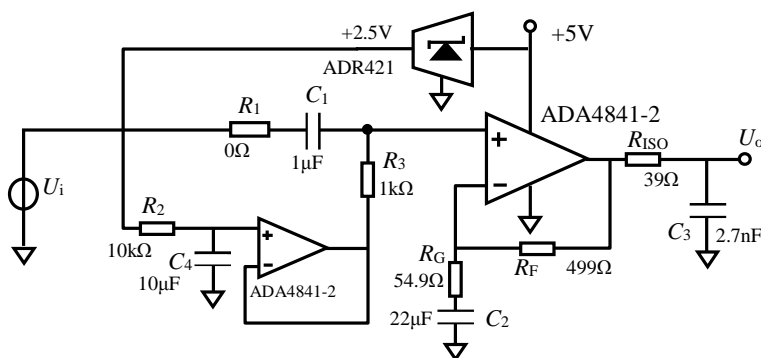 +2.5V
+5V
ADR421
ADA4841-2
R1
C1
0Ω
1μF
R3
1kΩ
+
−
RISO
Uo
39Ω
Ui
R2
10kΩ
C4
10μF
+
−
ADA4841-2
RG
54.9Ω
RF
499Ω
C3
2.7nF
22μF
C2